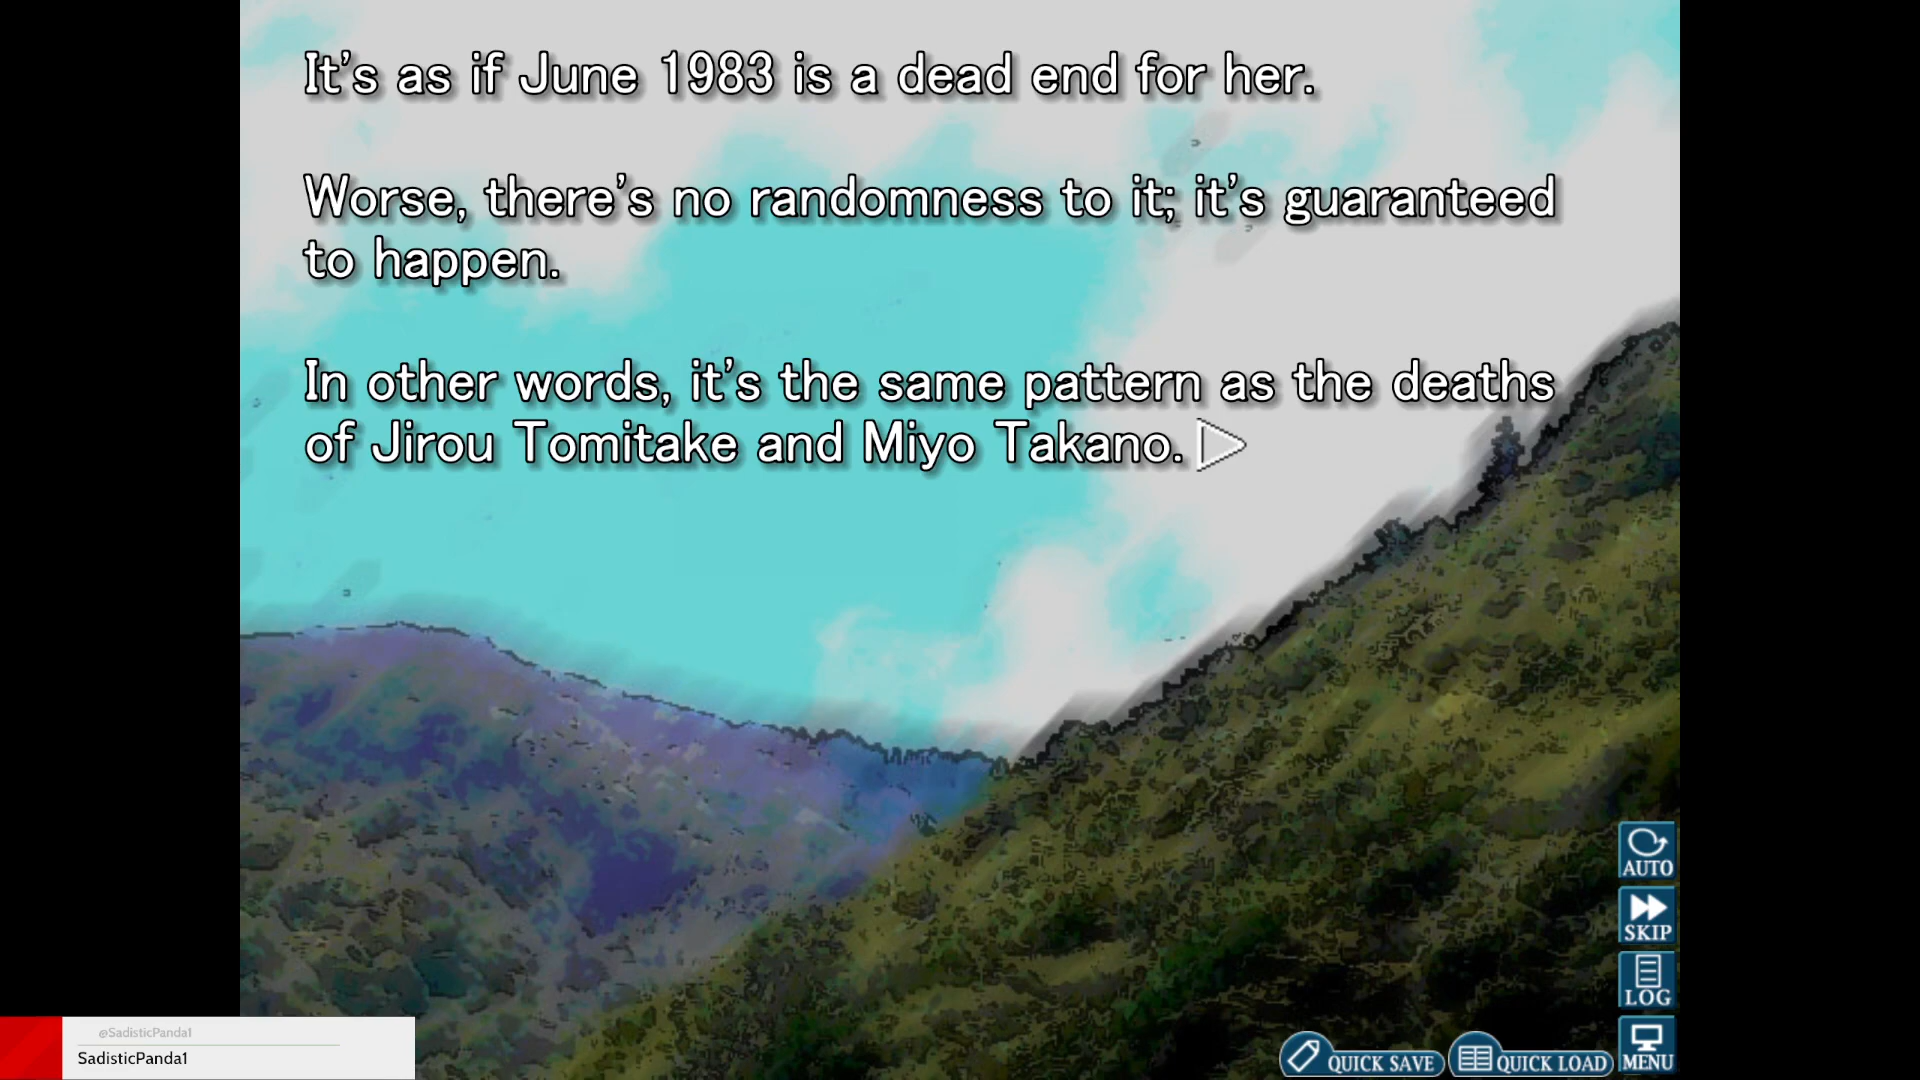 It's as if June 1983 is a dead end for her.
Worse, there's no randomness to it; it's guaranteed
to happen.
In other words, it's the same pattern as the deaths
of Jirou Tomitake and Miyo Takano.
AUTO
SKIP
LOG
MENU
QUICK SAVE
QUICK LOAD
@SadisticPanda1
SadisticPanda1